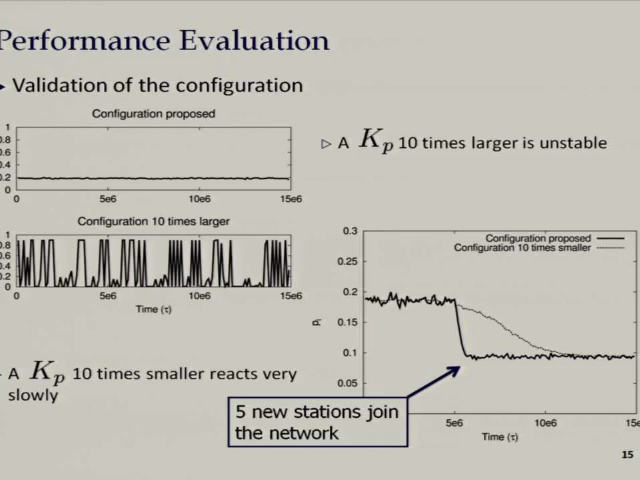 Performance Evaluation
Validation of the configuration
Configuration proposed
1
0.8
0.6
0.4
0.2
0
0
5e6
10e6
15e6
▷ A Kp 10 times larger is unstable
Configuration 10 times larger
1
0.8
0.6
0.4
0.2
0
0
5e6
10e6
15e6
Time (τ)
A Kp 10 times smaller reacts very
slowly
0.3
0.25
0.2
0.15
0.1
0.05
pi
Configuration proposed
Configuration 10 times smaller
5e6
10e6
15e
Time (τ)
5 new stations join
the network
15